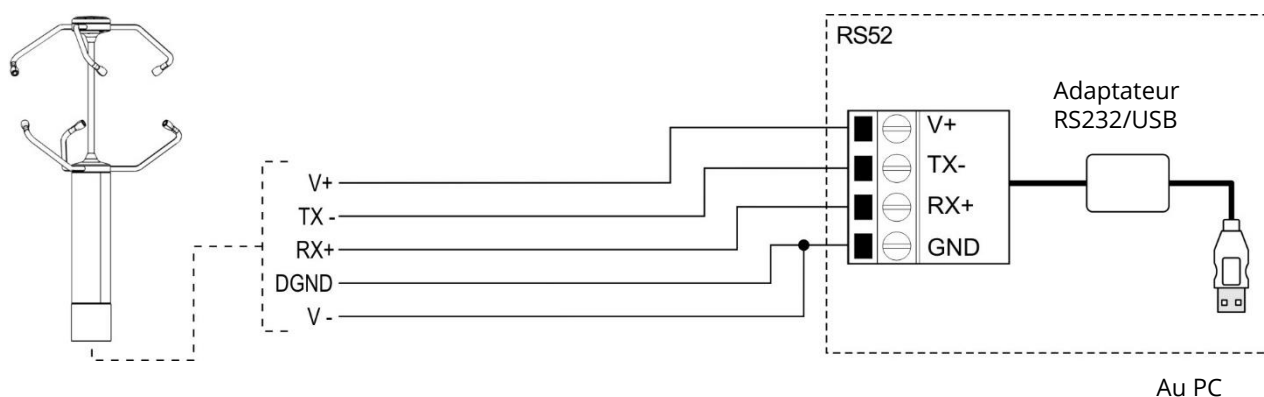 RS52
Adaptateur
RS232/USB
V+
TX-
RX+
GND
V+
TX -
RX+
DGND
V -
Au PC